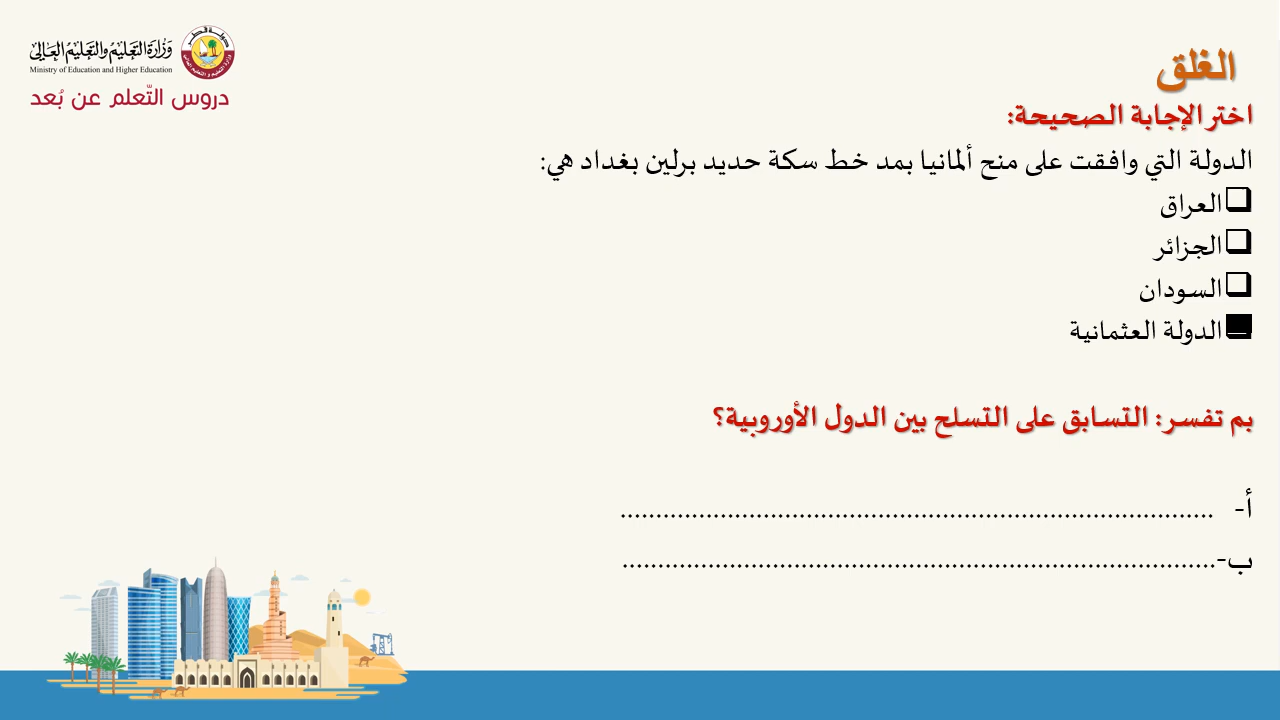 وزارة التعليم والتعليم العالي
Ministry of Education and Higher Education
دروس التّعلم عن بُعد
الغلق
اختر الإجابة الصحيحة:
الدولة التي وافقت على منح ألمانيا بمد خط سكة حديد برلين بغداد هي:
❑العراق
❑الجزائر
❑السودان
■الدولة العثمانية
بم تفسر: التسابق على التسلح بين الدول الأوروبية؟
أ- ................................................................................
ب-................................................................................